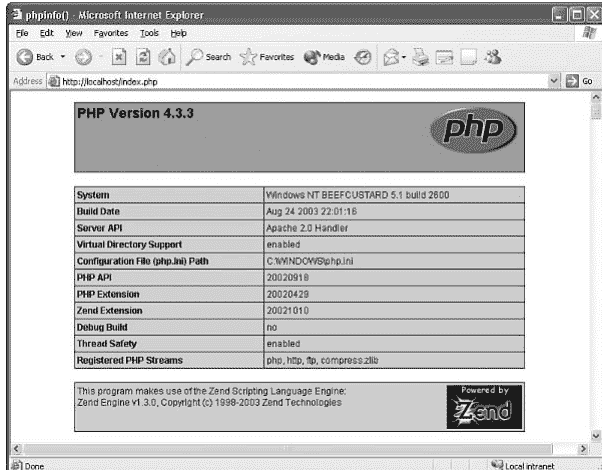 phpinfo() - Microsoft Internet Explorer
File Edit View Favorites Tools Help
Back Search Favorites Media
Address http://localhost/index.php Go
PHP Version 4.3.3
php
System Windows NT BEEFCUSTARD 5.1 build 2600
Build Date Aug 24 2003 22:01:16
Server API Apache 2.0 Handler
Virtual Directory Support enabled
Configuration File (php.ini) Path C:\WINDOWS\php.ini
PHP API 20020918
PHP Extension 20020429
Zend Extension 20021010
Debug Build no
Thread Safety enabled
Registered PHP Streams php, http, ftp, compress.zlib
This program makes use of the Zend Scripting Language Engine:
Zend Engine v1.3.0, Copyright (c) 1998-2003 Zend Technologies
Powered by
Zend
Done Local intranet